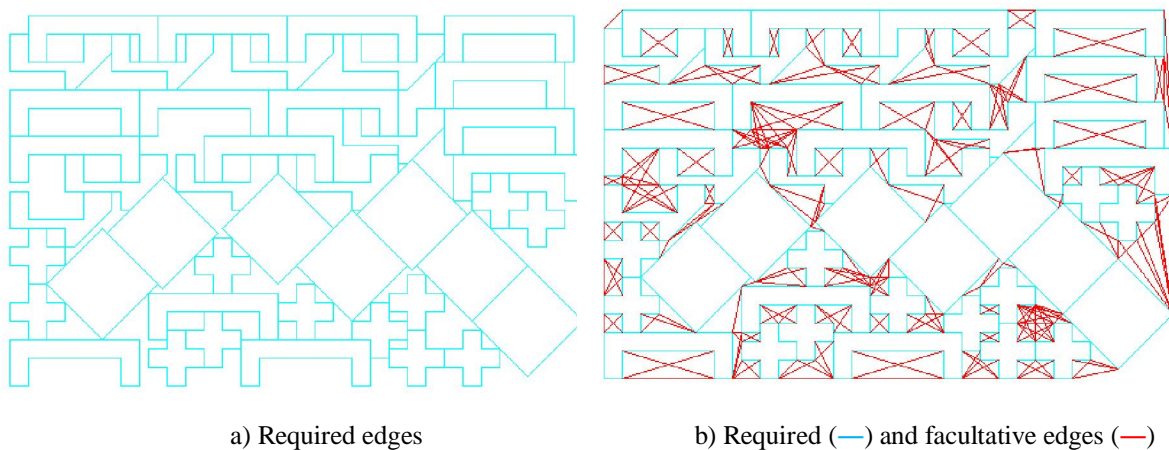 a) Required edges
b) Required (—) and facultative edges (—)